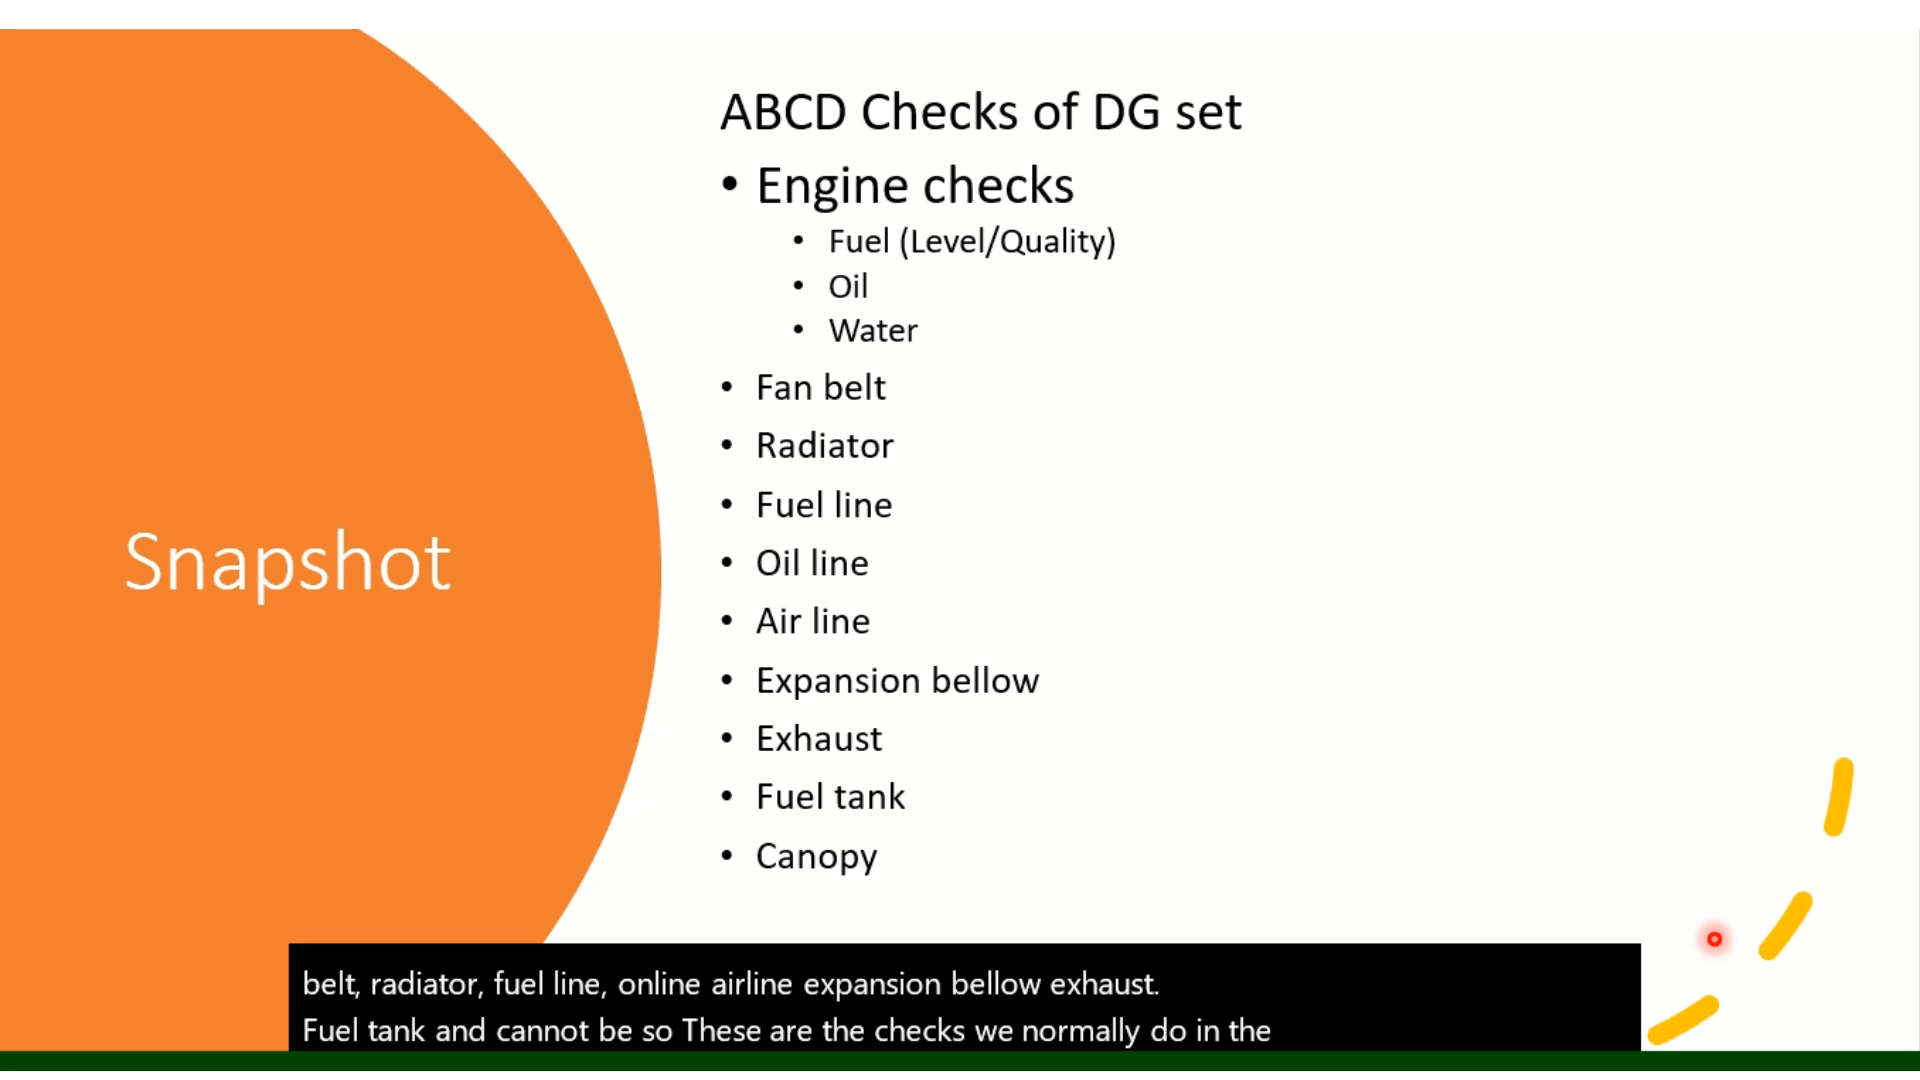 Snapshot
ABCD Checks of DG set
• Engine checks
• Fuel (Level/Quality)
• Oil
• Water
• Fan belt
• Radiator
• Fuel line
• Oil line
• Air line
• Expansion bellow
• Exhaust
• Fuel tank
• Canopy
belt, radiator, fuel line, online airline expansion bellow exhaust.
Fuel tank and cannot be so These are the checks we normally do in the